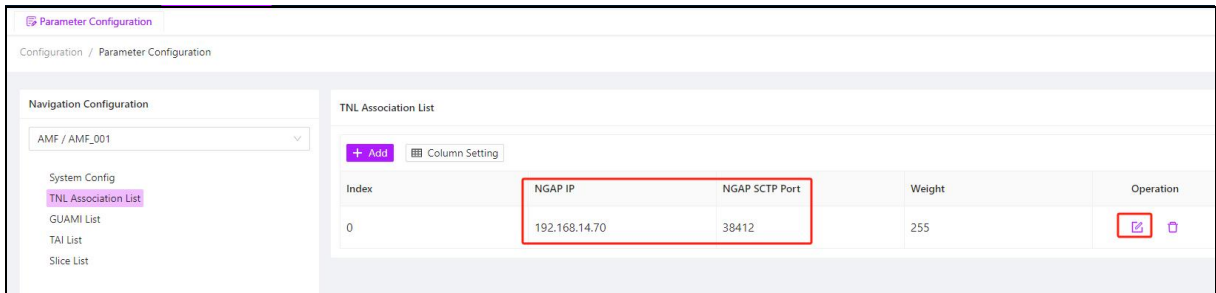 Parameter Configuration
Configuration / Parameter Configuration
Navigation Configuration
AMF / AMF_001
System Config
TNL Association List
GUAMI List
TAI List
Slice List
TNL Association List
+ Add Column Setting
Index NGAP IP NGAP SCTP Port Weight Operation
0 192.168.14.70 38412 255